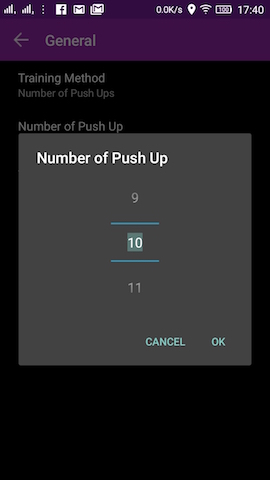 0.0K/s 100 17:40
General
Training Method
Number of Push Ups
Number of Push Up
Number of Push Up
9
10
11
CANCEL OK